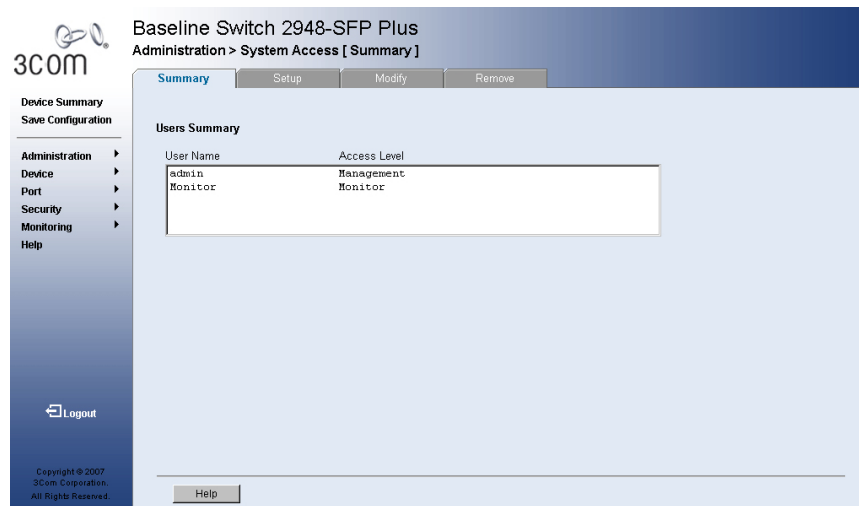 3COM
Baseline Switch 2948-SFP Plus
Administration > System Access [ Summary ]
Summary Setup Modify Remove
Device Summary
Save Configuration
Administration
Device
Port
Security
Monitoring
Help
Users Summary
User Name Access Level
admin Management
Monitor Monitor
Logout
Copyright © 2007
3Com Corporation.
All Rights Reserved.
Help